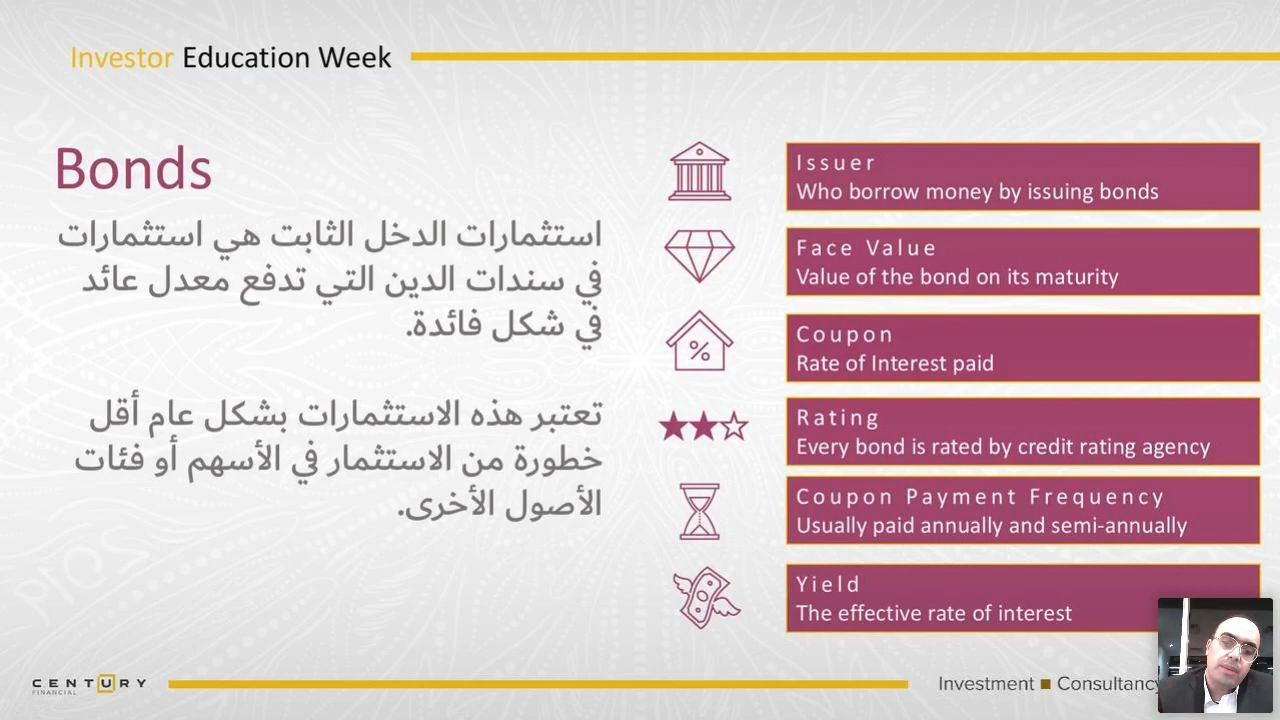 Investor Education Week
Bonds
استثمارات الدخل الثابت هي استثمارات
في سندات الدين التي تدفع معدل عائد
في شكل فائدة.
تعتبر هذه الاستثمارات بشكل عام أقل
خطورة من الاستثمار في الأسهم أو فئات
الأصول الأخرى.
Issuer
Who borrow money by issuing bonds
Face Value
Value of the bond on its maturity
Coupon
Rate of Interest paid
%
Rating
Every bond is rated by credit rating agency
Coupon Payment Frequency
Usually paid annually and semi-annually
Yield
The effective rate of interest
CENTURY
FINANCIAL
Investment ■ Consultancy